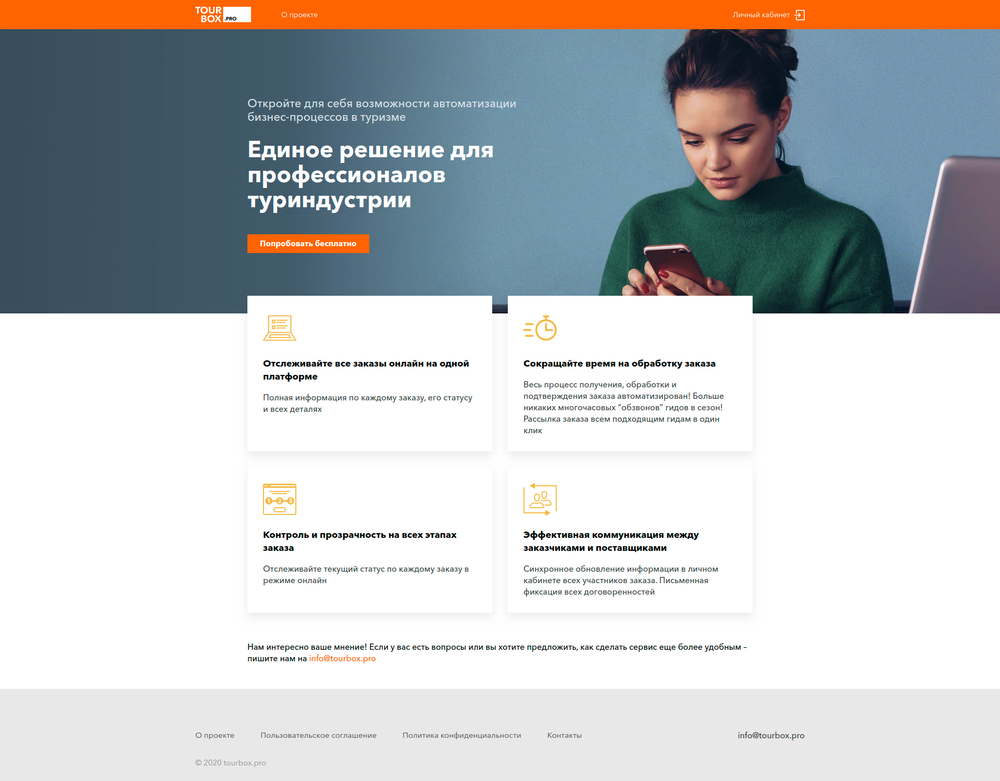 TOUR
BOX .PRO
О проекте
Личный кабинет
Откройте для себя возможности автоматизации
бизнес-процессов в туризме
Единое решение для
профессионалов
туриндустрии
Попробовать бесплатно
Отслеживайте все заказы онлайн на одной
платформе
Полная информация по каждому заказу, его статусу
и всех деталях
Сокращайте время на обработку заказа
Весь процесс получения, обработки и
подтверждения заказа автоматизирован! Больше
никаких многочасовых "обзвонов" гидов в сезон!
Рассылка заказа всем подходящим гидам в один
клик
Контроль и прозрачность на всех этапах
заказа
Отслеживайте текущий статус по каждому заказу в
режиме онлайн
Эффективная коммуникация между
заказчиками и поставщиками
Синхронное обновление информации в личном
кабинете всех участников заказа. Письменная
фиксация всех договоренностей
Нам интересно ваше мнение! Если у вас есть вопросы или вы хотите предложить, как сделать сервис еще более удобным –
пишите нам на info@tourbox.pro
О проекте
Пользовательское соглашение
Политика конфиденциальности
Контакты
info@tourbox.pro
© 2020 tourbox.pro